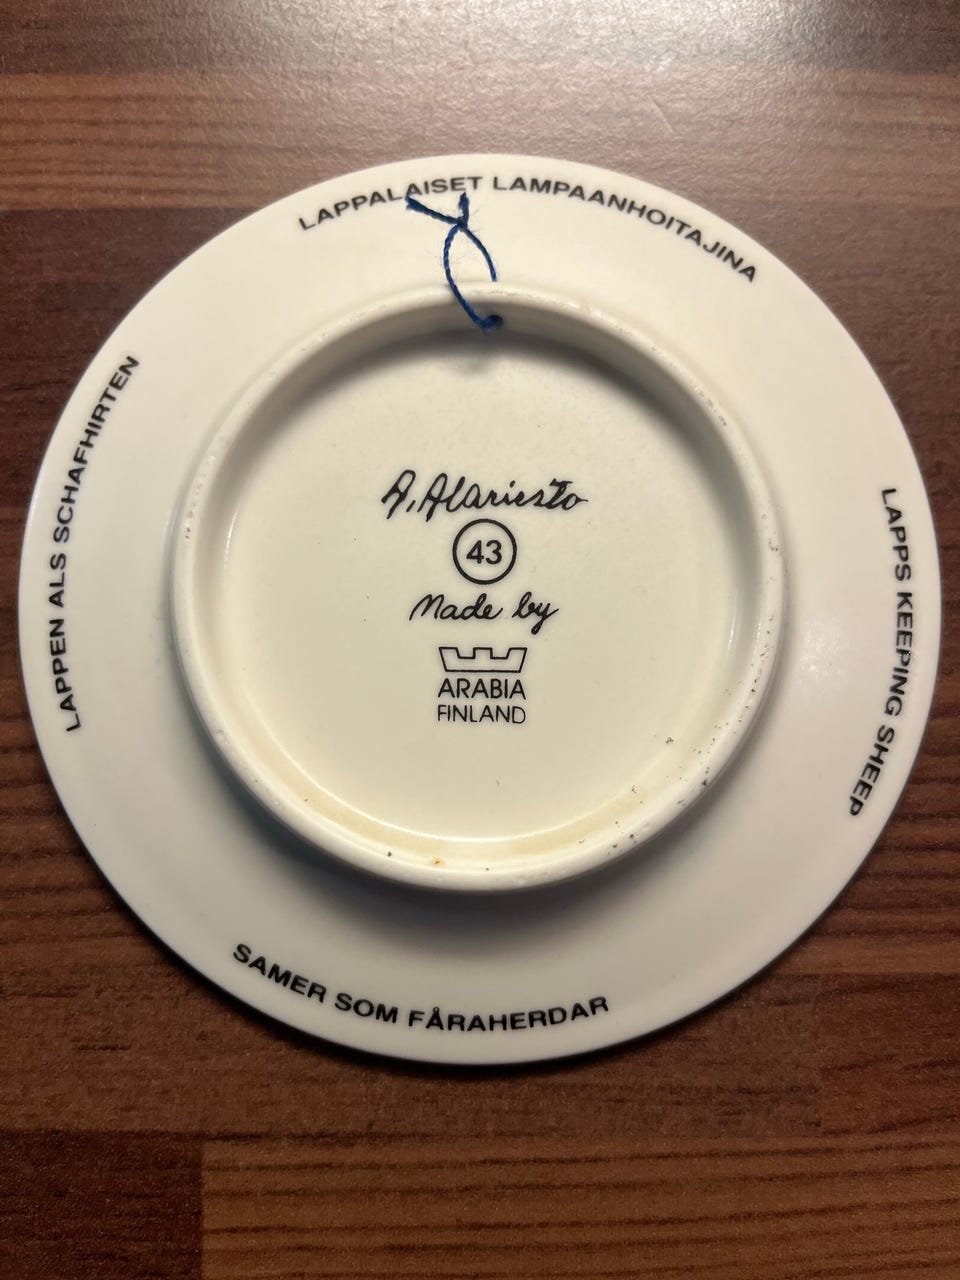 LAPPALAISET LAMPAANHOITAJINA
LAPPEN ALS SCHAFHIRTEN
LAPPS KEEPING SHEEP
A. Alariesto
43
Made by
ARABIA
FINLAND
SAMER SOM FÅRAHERDAR